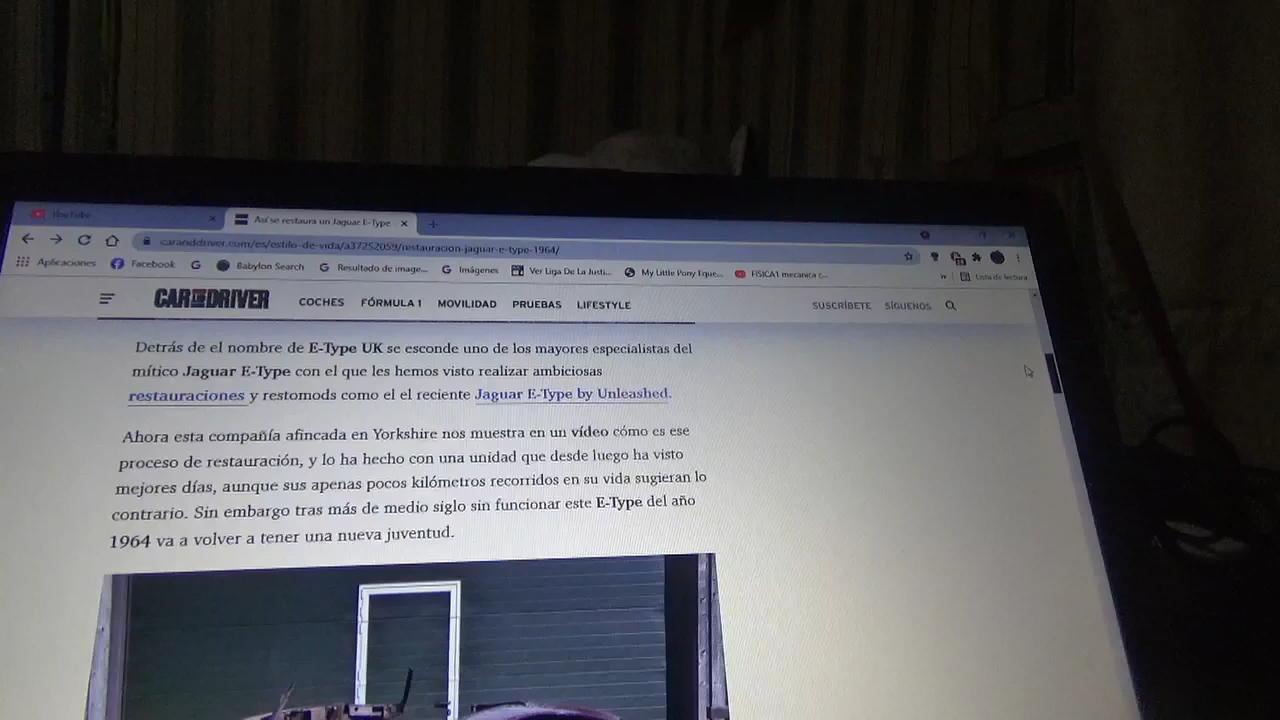 YouTube
Así se restaura un Jaguar E-Type
caranddriver.com/es/estilo-de-vida/a37252059/restauracion-jaguar-e-type-1964/
Aplicaciones Facebook Babylon Search Resultado de image... Imágenes Ver Liga De La Justi... My Little Pony Eque... FÍSICA1 mecanica c... Lista de lectura
CAR AND DRIVER COCHES FÓRMULA 1 MOVILIDAD PRUEBAS LIFESTYLE SUSCRÍBETE SÍGUENOS
Detrás de el nombre de E-Type UK se esconde uno de los mayores especialistas del
mítico Jaguar E-Type con el que les hemos visto realizar ambiciosas
restauraciones y restomods como el el reciente Jaguar E-Type by Unleashed.
Ahora esta compañía afincada en Yorkshire nos muestra en un vídeo cómo es ese
proceso de restauración, y lo ha hecho con una unidad que desde luego ha visto
mejores días, aunque sus apenas pocos kilómetros recorridos en su vida sugieran lo
contrario. Sin embargo tras más de medio siglo sin funcionar este E-Type del año
1964 va a volver a tener una nueva juventud.